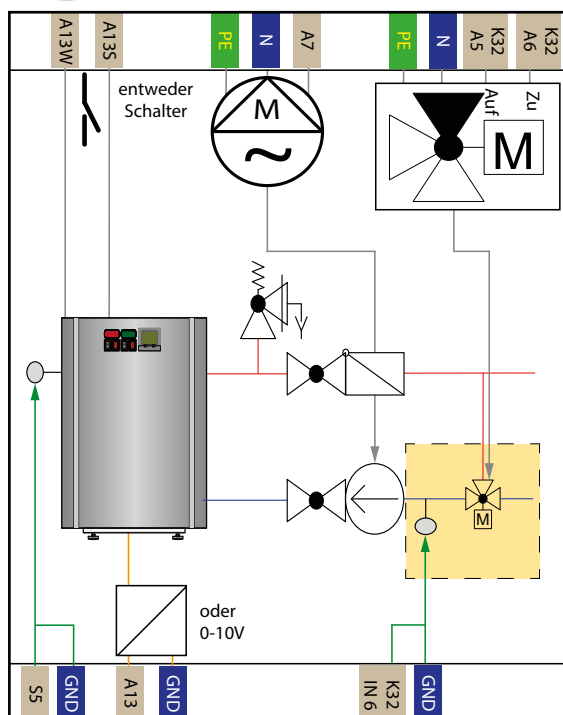 A13W
A13S
PE
N
A7
PE
N
K32
A5
K32
A6
entweder
Schalter
M
~
Auf
Zu
M
M
oder
0-10V
S5
GND
A13
GND
K32
IN 6
GND